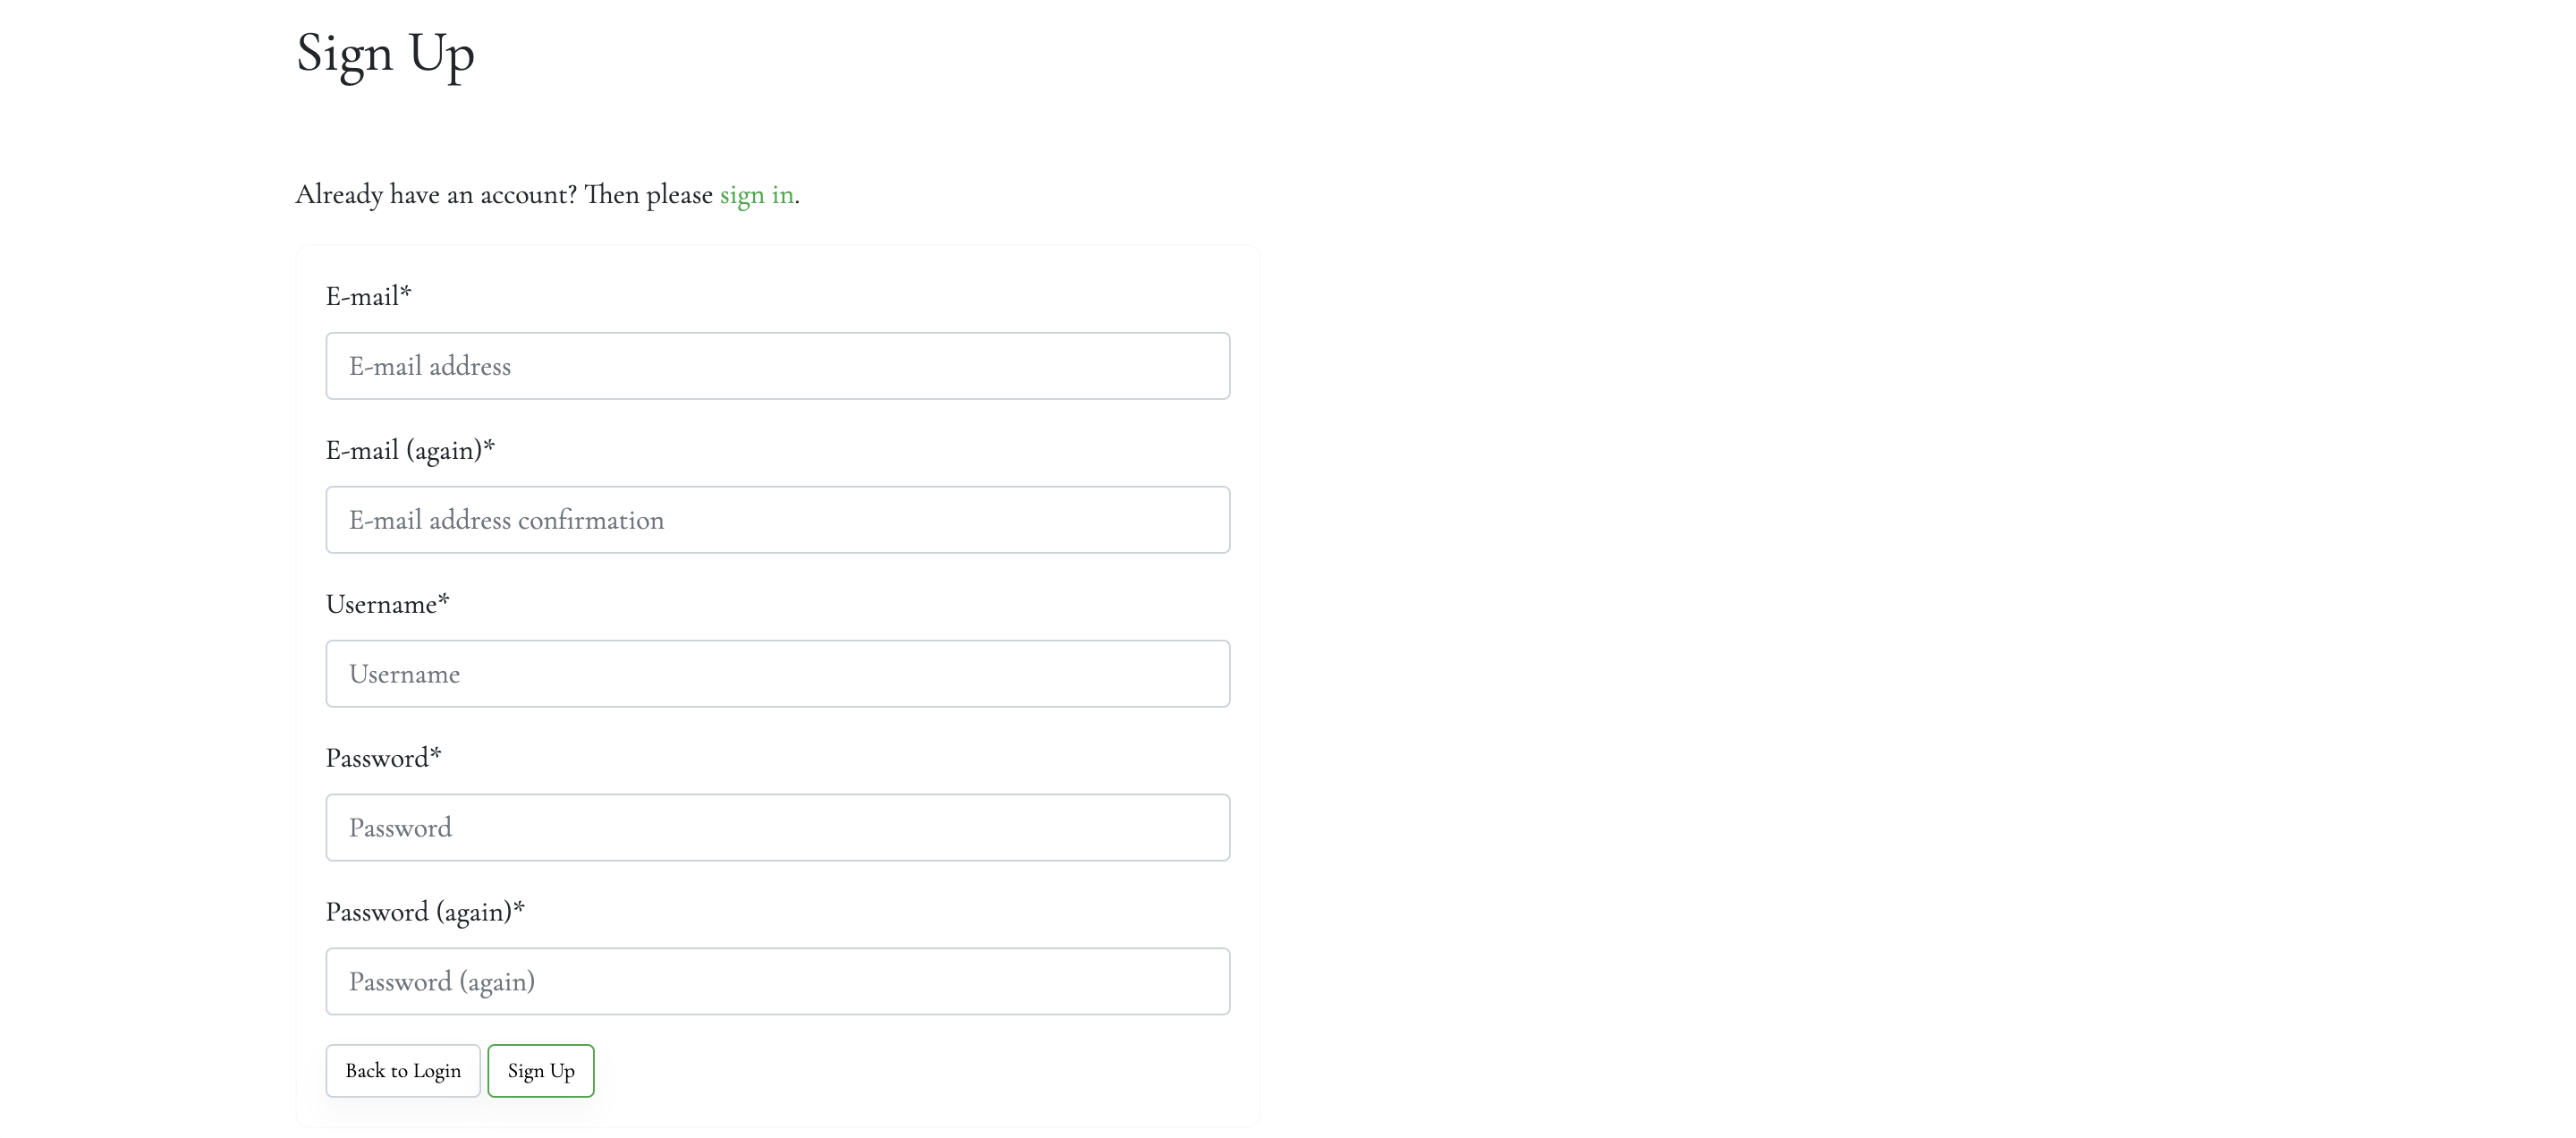 Sign Up
Already have an account? Then please sign in.
E-mail*
E-mail address
E-mail (again)*
E-mail address confirmation
Username*
Username
Password*
Password
Password (again)*
Password (again)
Back to Login Sign Up